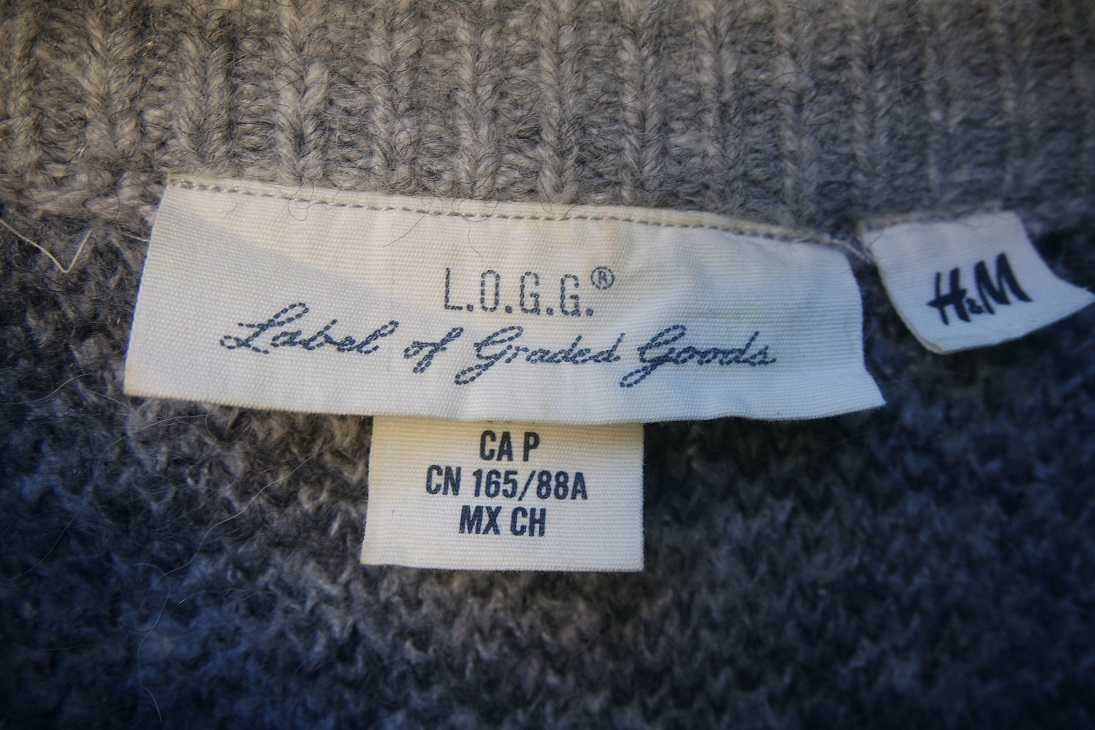 L.O.G.G.®
Label of Graded Goods
H&M
CA P
CN 165/88A
MX CH